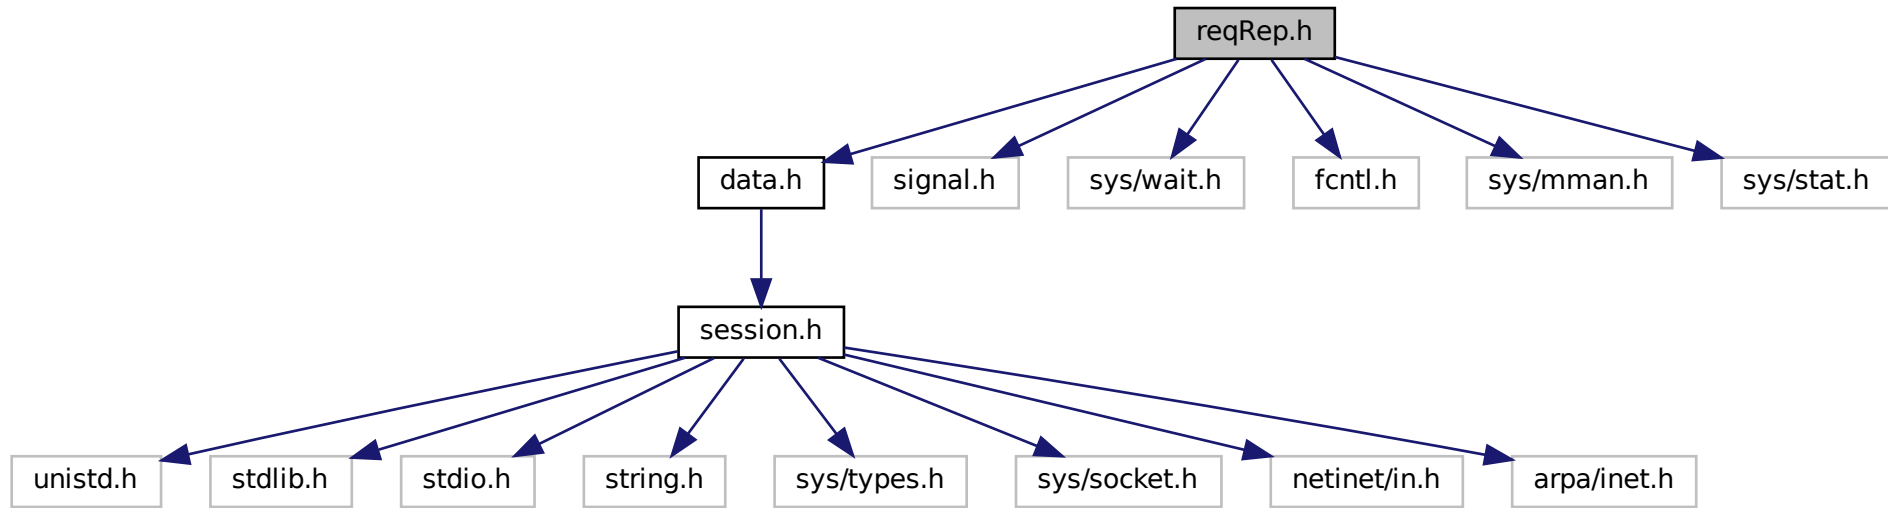 reqRep.h
data.h
signal.h
sys/wait.h
fcntl.h
sys/mman.h
sys/stat.h
session.h
unistd.h
stdlib.h
stdio.h
string.h
sys/types.h
sys/socket.h
netinet/in.h
arpa/inet.h